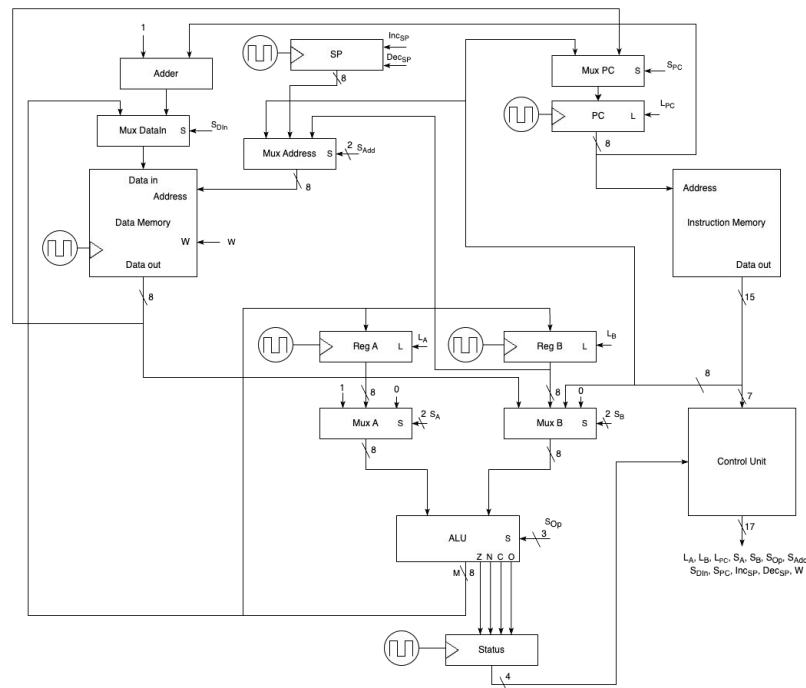 1
Inc_SP
SP
Dec_SP
Adder
8
Mux PC
S
S_PC
Mux DataIn
S
S_DIn
PC
L
L_PC
Mux Address
S
2
S_Add
8
8
Data in
Address
Data Memory
W
W
Data out
Address
Instruction Memory
Data out
8
15
Reg A
L
L_A
Reg B
L
L_B
8
7
1
8
0
8
0
Mux A
S
2
S_A
Mux B
S
2
S_B
8
8
Control Unit
ALU
S
S_Op
3
Z N C O
M
8
17
L_A, L_B, L_PC, S_A, S_B, S_Op, S_Add
S_DIn, S_PC, Inc_SP, Dec_SP, W
Status
4